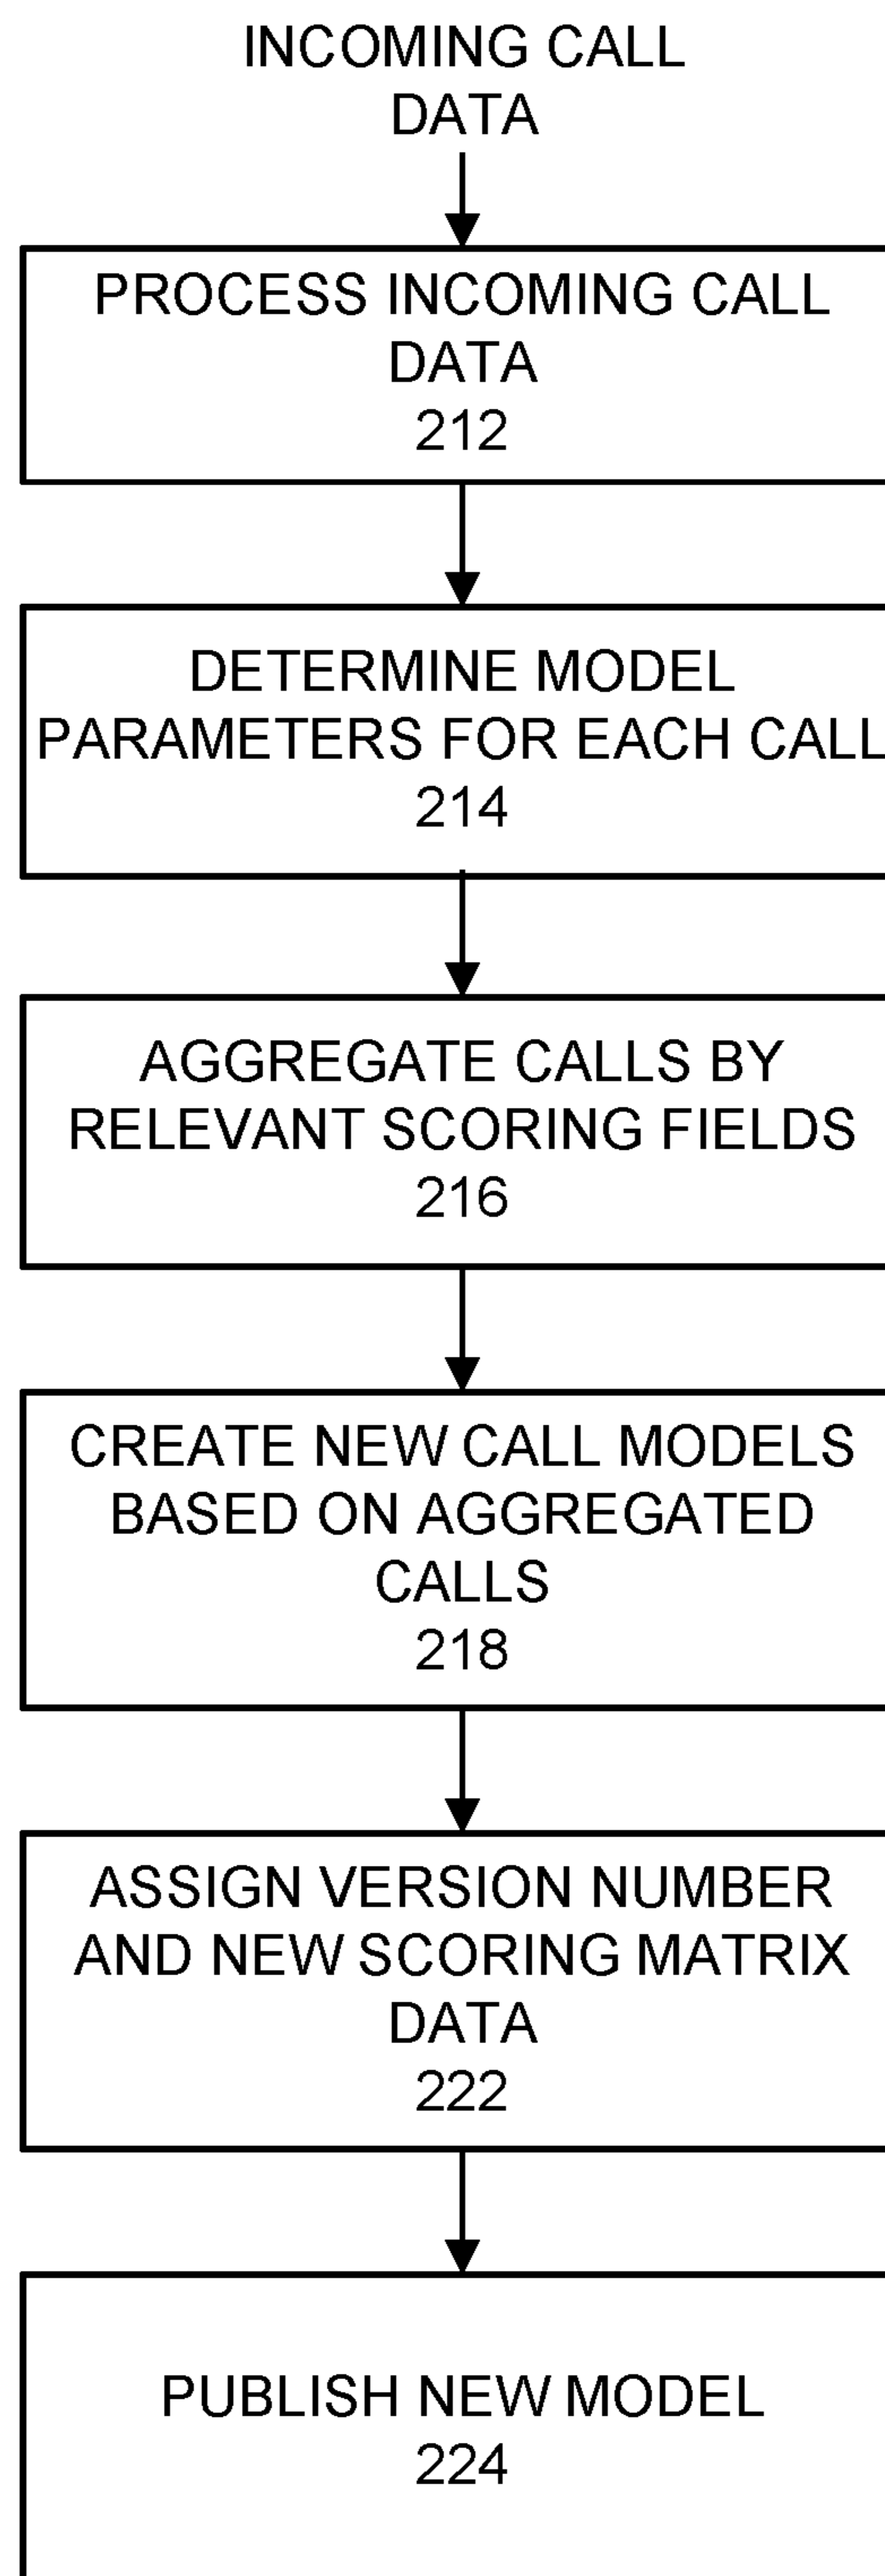 INCOMING CALL
DATA
PROCESS INCOMING CALL
DATA
212
DETERMINE MODEL
PARAMETERS FOR EACH CALL
214
AGGREGATE CALLS BY
RELEVANT SCORING FIELDS
216
CREATE NEW CALL MODELS
BASED ON AGGREGATED
CALLS
218
ASSIGN VERSION NUMBER
AND NEW SCORING MATRIX
DATA
222
PUBLISH NEW MODEL
224